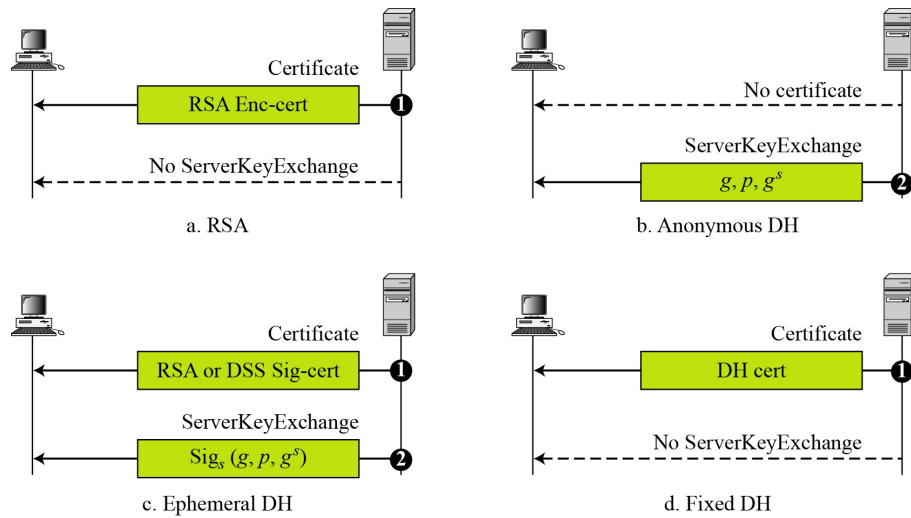 Certificate
RSA Enc-cert
1
No ServerKeyExchange
a. RSA
No certificate
ServerKeyExchange
g, p, g^s
2
b. Anonymous DH
Certificate
RSA or DSS Sig-cert
1
ServerKeyExchange
Sig_s (g, p, g^s)
2
c. Ephemeral DH
Certificate
DH cert
1
No ServerKeyExchange
d. Fixed DH